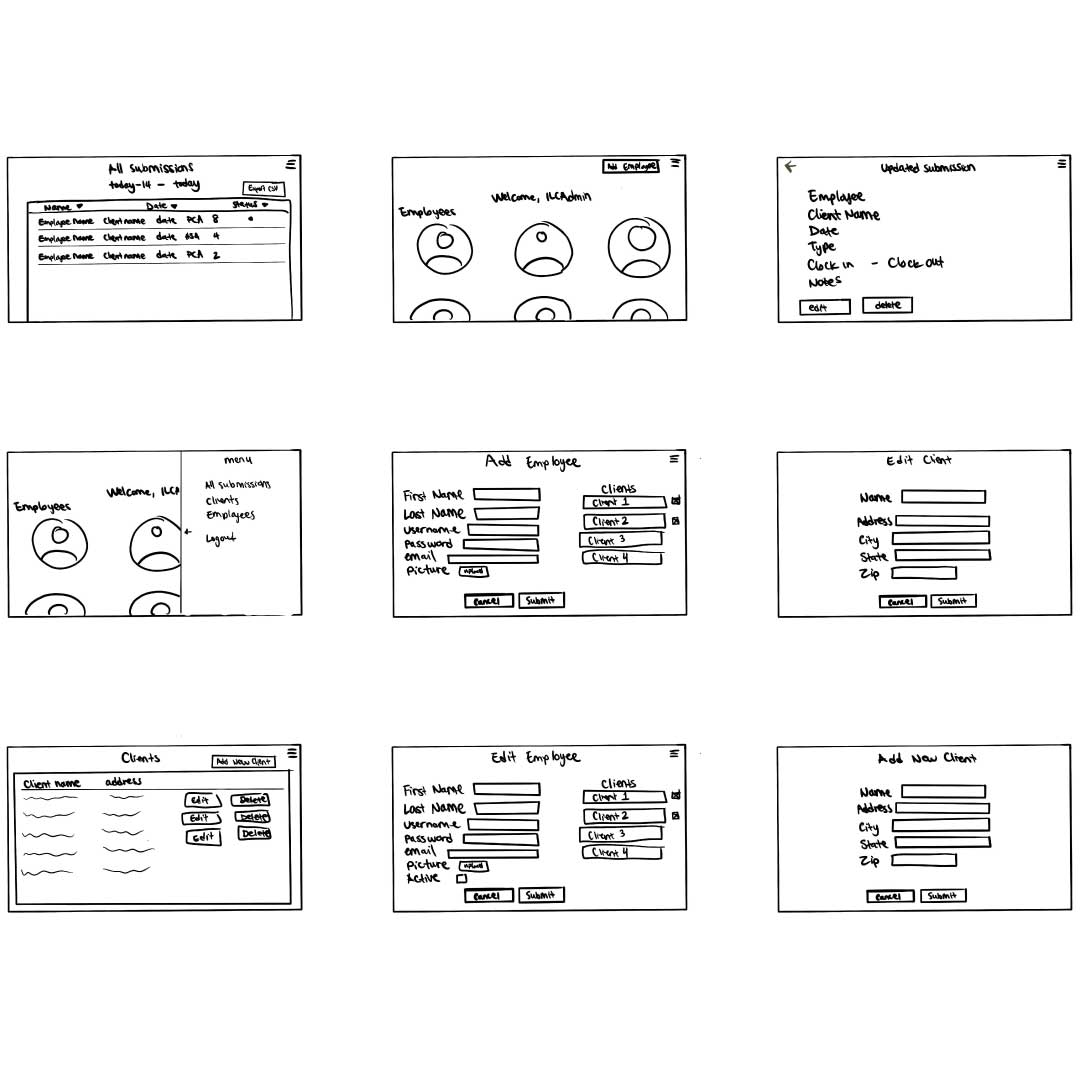 All submissions
today-14 - today
Export CSV
Name Date Status
Employee Name Client name date PCA 8
Employee Name Client name date ASA 4
Employee Name Client name date PCA 2
Add Employee
Welcome, ILCAdmin
Employees
Updated submission
Employee
Client Name
Date
Type
Clock in - Clock out
Notes
edit delete
menu
All submissions
Clients
Employees
Logout
Welcome, ILCA
Employees
Add Employee
First Name
Last Name
Username
Password
email
Picture upload
Clients
Client 1
Client 2
Client 3
Client 4
Cancel Submit
Edit Client
Name
Address
City
State
Zip
Cancel Submit
Clients
Add New Client
Client name address
Edit Delete
Edit Delete
Edit Delete
Edit Employee
First Name
Last Name
Username
Password
email
Picture upload
Active
Clients
Client 1
Client 2
Client 3
Client 4
Cancel Submit
Add New Client
Name
Address
City
State
Zip
Cancel Submit